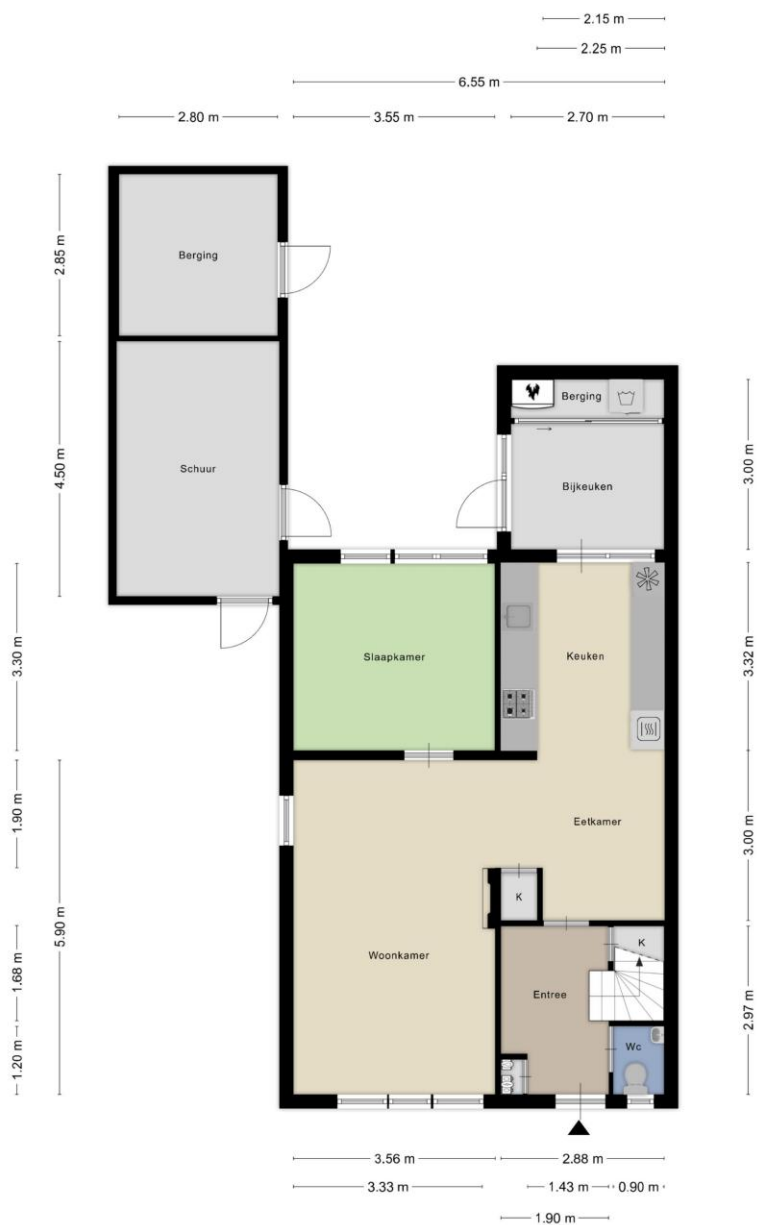 2.15 m
2.25 m
6.55 m
2.80 m 3.55 m 2.70 m
2.85 m
Berging
4.50 m
Schuur
Berging
Bijkeuken
3.00 m
3.30 m
Slaapkamer
Keuken
3.32 m
1.90 m
Eetkamer
3.00 m
5.90 m
K
Woonkamer
1.68 m
K
Entree
2.97 m
1.20 m
Wc
3.56 m 2.88 m
3.33 m 1.43 m 0.90 m
1.90 m